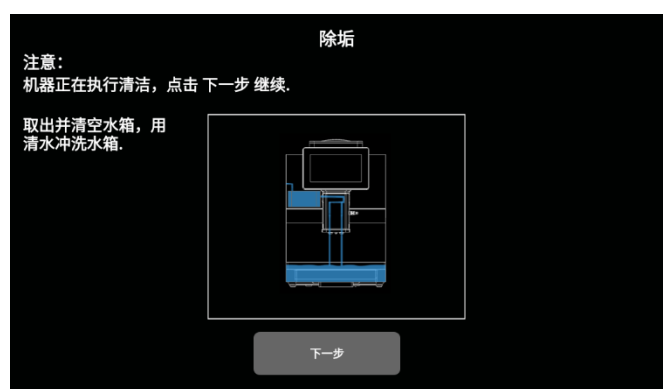 除垢
注意：
机器正在执行清洁，点击 下一步 继续.
取出并清空水箱，用
清水冲洗水箱.
下一步